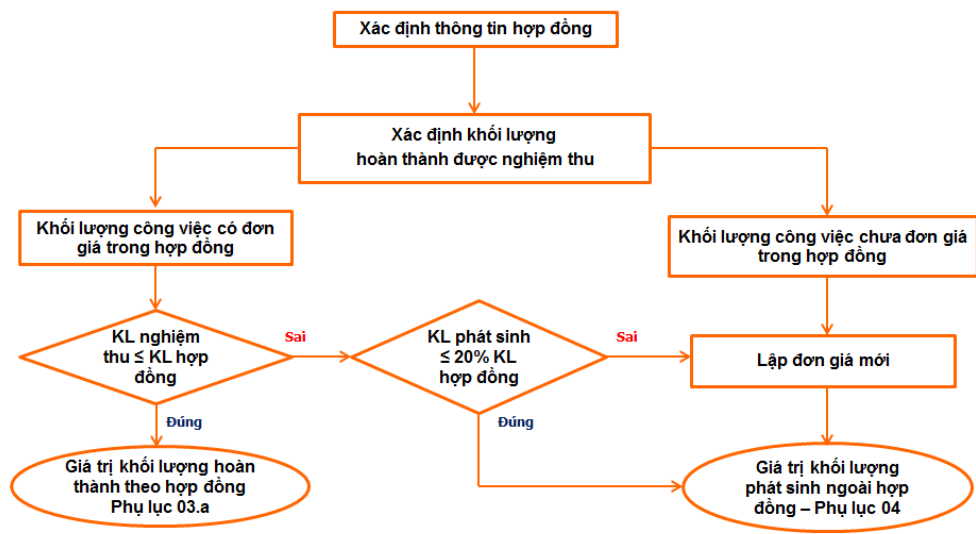 Xác định thông tin hợp đồng
Xác định khối lượng
hoàn thành được nghiệm thu
Khối lượng công việc có đơn
giá trong hợp đồng
Khối lượng công việc chưa đơn giá
trong hợp đồng
KL nghiệm
thu ≤ KL hợp
đồng
Sai
KL phát sinh
≤ 20% KL
hợp đồng
Sai
Lập đơn giá mới
Đúng
Đúng
Giá trị khối lượng hoàn
thành theo hợp đồng
Phụ lục 03.a
Giá trị khối lượng
phát sinh ngoài hợp
đồng – Phụ lục 04